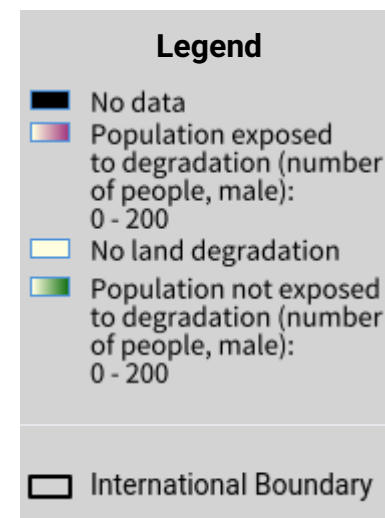 Legend
No data
Population exposed
to degradation (number
of people, male):
0 - 200
No land degradation
Population not exposed
to degradation (number
of people, male):
0 - 200
International Boundary